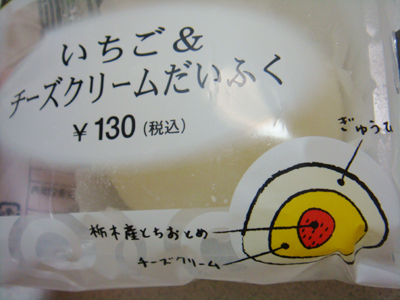 いちご&
チーズクリームだいふく
¥130(税込)
ぎゅうひ
栃木産とちおとめ
チーズクリーム